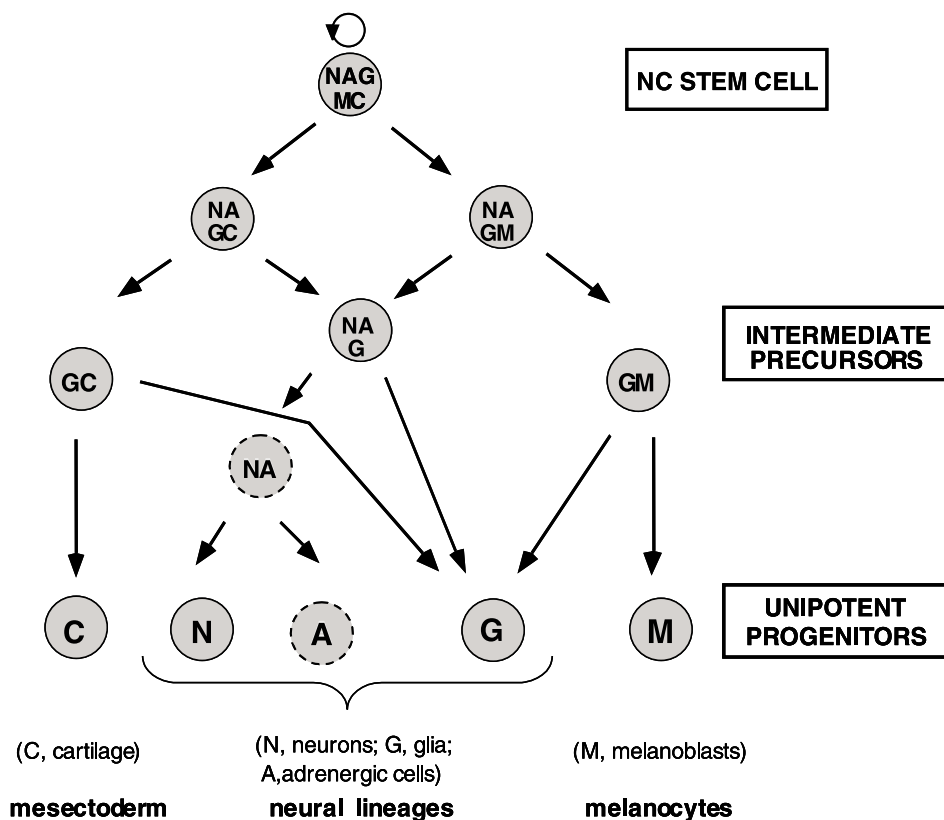 NAG
MC
NC STEM CELL
NA
GC
NA
GM
NA
G
INTERMEDIATE
PRECURSORS
GC
GM
NA
C
N
A
G
M
UNIPOTENT
PROGENITORS
(C, cartilage)
(N, neurons; G, glia;
A,adrenergic cells)
(M, melanoblasts)
mesectoderm
neural lineages
melanocytes